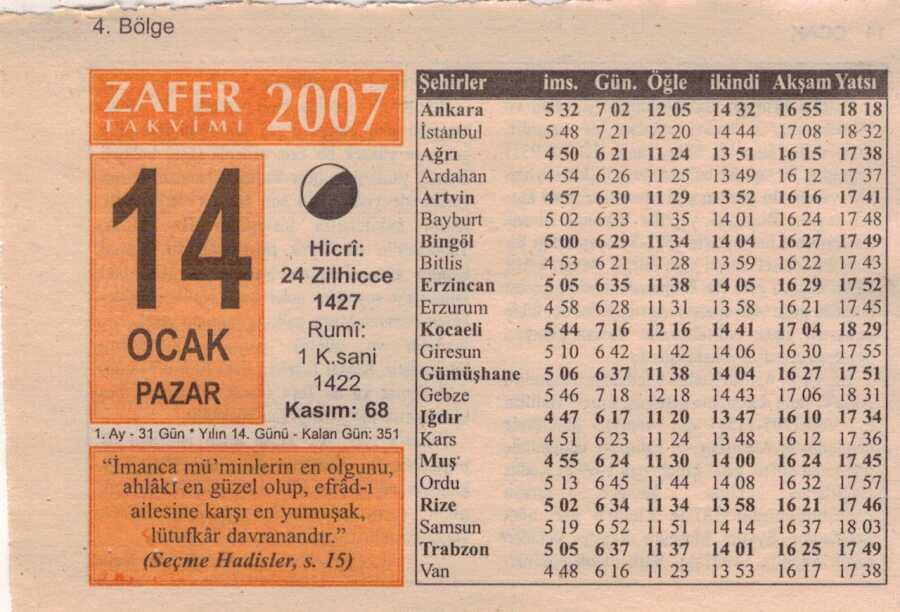 4. Bölge
ZAFER
TAKVİMİ
2007
14
OCAK
PAZAR
Hicrî:
24 Zilhicce
1427
Rumî:
1 K.sani
1422
Kasım: 68
1. Ay - 31 Gün * Yılın 14. Günü - Kalan Gün: 351
“İmanca mü’minlerin en olgunu,
ahlâkı en güzel olup, efrâd-ı
ailesine karşı en yumuşak,
lütufkâr davranandır.”
(Seçme Hadisler, s. 15)
Şehirler ims. Gün. Öğle ikindi Akşam Yatsı
Ankara 5 32 7 02 12 05 14 32 16 55 18 18
İstanbul 5 48 7 21 12 20 14 44 17 08 18 32
Ağrı 4 50 6 21 11 24 13 51 16 15 17 38
Ardahan 4 54 6 26 11 25 13 49 16 12 17 37
Artvin 4 57 6 30 11 29 13 52 16 16 17 41
Bayburt 5 02 6 33 11 35 14 01 16 24 17 48
Bingöl 5 00 6 29 11 34 14 04 16 27 17 49
Bitlis 4 53 6 21 11 28 13 59 16 22 17 43
Erzincan 5 05 6 35 11 38 14 05 16 29 17 52
Erzurum 4 58 6 28 11 31 13 58 16 21 17 45
Kocaeli 5 44 7 16 12 16 14 41 17 04 18 29
Giresun 5 10 6 42 11 42 14 06 16 30 17 55
Gümüşhane 5 06 6 37 11 38 14 04 16 27 17 51
Gebze 5 46 7 18 12 18 14 43 17 06 18 31
Iğdır 4 47 6 17 11 20 13 47 16 10 17 34
Kars 4 51 6 23 11 24 13 48 16 12 17 36
Muş 4 55 6 24 11 30 14 00 16 24 17 45
Ordu 5 13 6 45 11 44 14 08 16 32 17 57
Rize 5 02 6 34 11 34 13 58 16 21 17 46
Samsun 5 19 6 52 11 51 14 14 16 37 18 03
Trabzon 5 05 6 37 11 37 14 01 16 25 17 49
Van 4 48 6 16 11 23 13 53 16 17 17 38